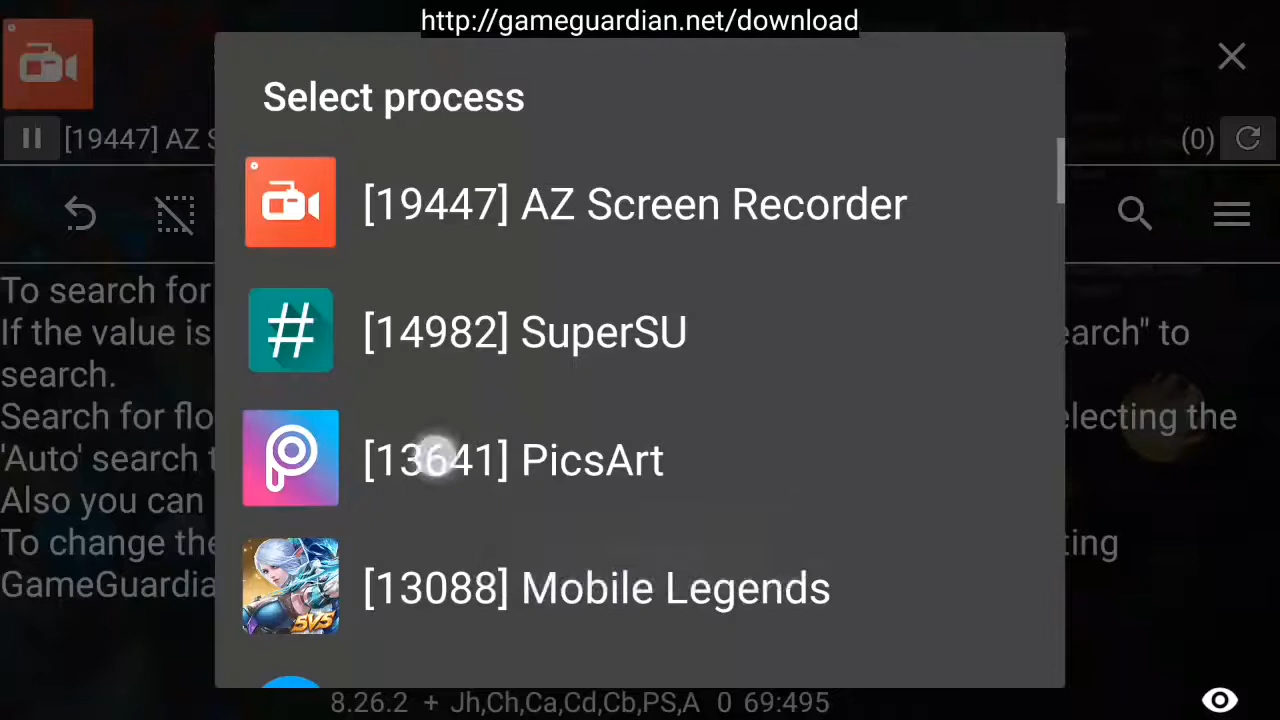 http://gameguardian.net/download
Select process
[19447] AZ S
(0)
[19447] AZ Screen Recorder
To search for
[14982] SuperSU
If the value is
earch" to
search.
Search for flo
electing the
'Auto' search t
[13641] PicsArt
Also you can
To change the
ting
GameGuardia
[13088] Mobile Legends
5V5
8.26.2 + Jh,Ch,Ca,Cd,Cb,PS,A 0 69:495